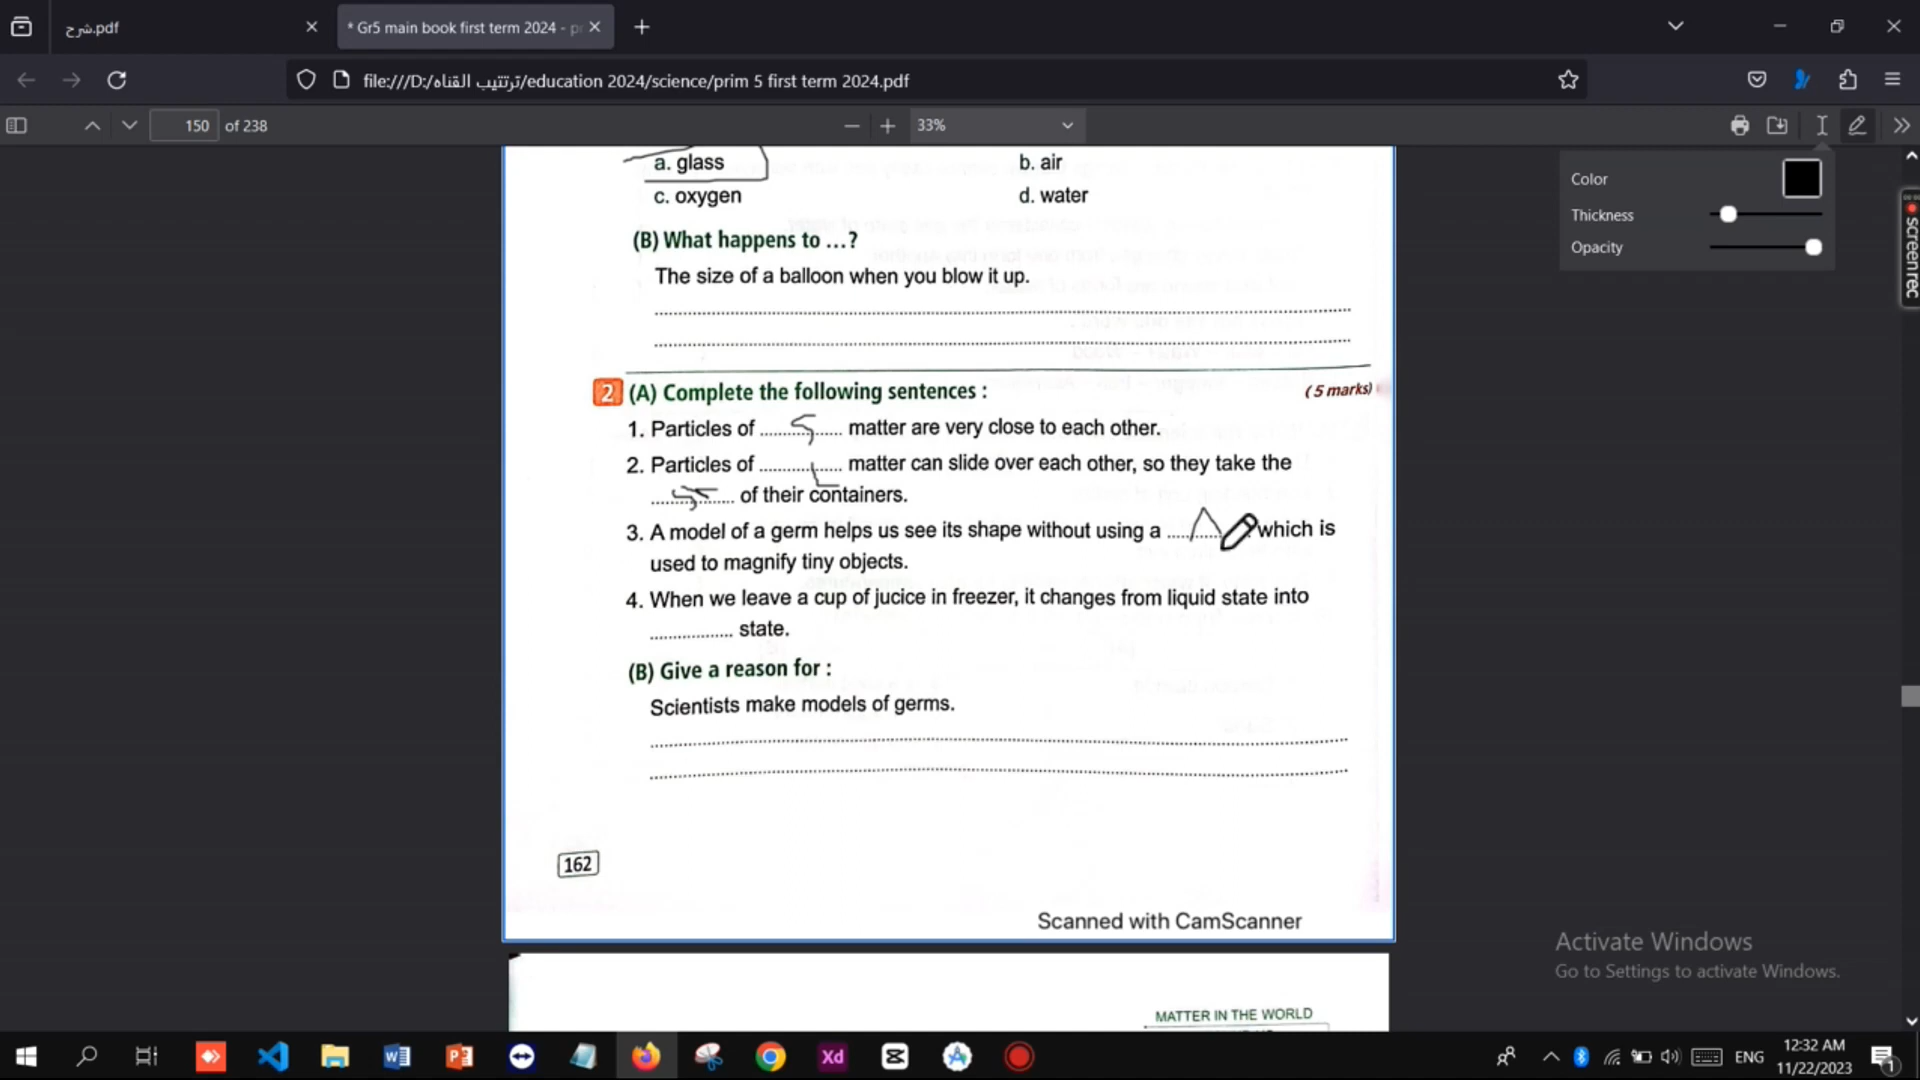 شرح.pdf
* Gr5 main book first term 2024 - pr
file:///D:/ترتتيب القناه/education 2024/science/prim 5 first term 2024.pdf
150 of 238
33%
Color
Thickness
Opacity
screenrec
a. glass b. air
c. oxygen d. water
(B) What happens to ...?
The size of a balloon when you blow it up.
2 (A) Complete the following sentences : (5 marks)
1. Particles of .....S..... matter are very close to each other.
2. Particles of .....L..... matter can slide over each other, so they take the
............... of their containers.
3. A model of a germ helps us see its shape without using a ............... which is
used to magnify tiny objects.
4. When we leave a cup of jucice in freezer, it changes from liquid state into
............... state.
(B) Give a reason for :
Scientists make models of germs.
162
Scanned with CamScanner
MATTER IN THE WORLD
Activate Windows
Go to Settings to activate Windows.
Xd
ENG
12:32 AM
11/22/2023
1